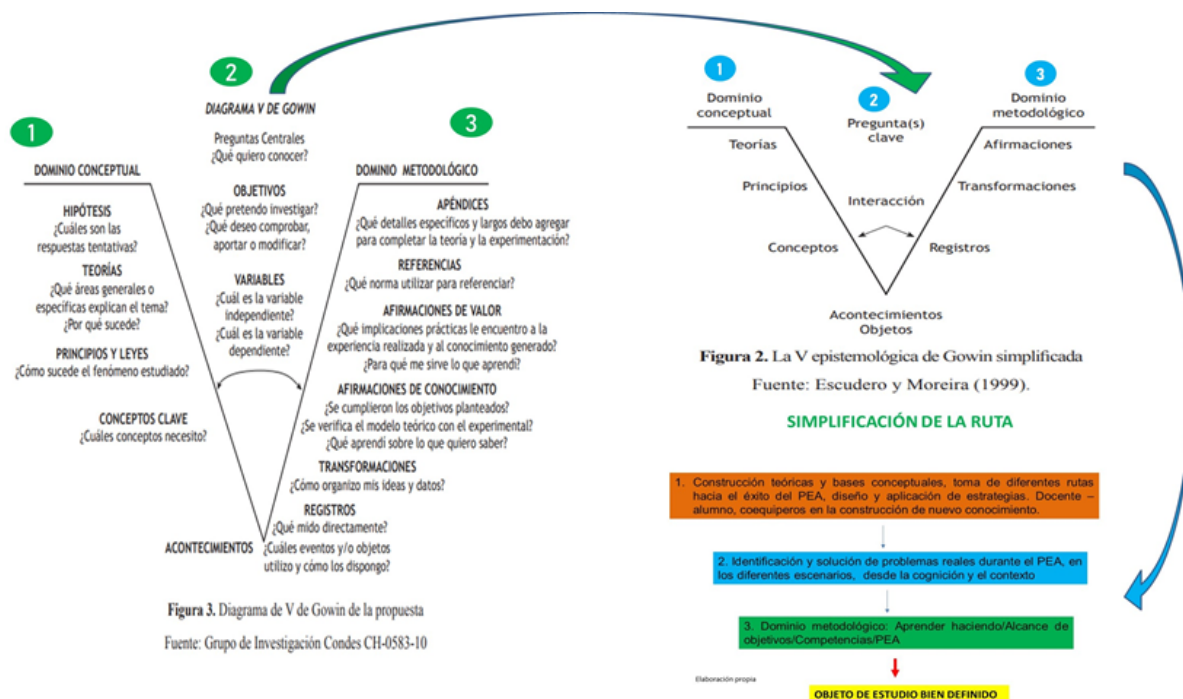 2
DIAGRAMA V DE GOWIN
Preguntas Centrales
¿Qué quiero conocer?
1
DOMINIO CONCEPTUAL
HIPÓTESIS
¿Cuáles son las
respuestas tentativas?
TEORÍAS
¿Qué áreas generales o
específicas explican el tema?
¿Por qué sucede?
PRINCIPIOS Y LEYES
¿Cómo sucede el fenómeno estudiado?
CONCEPTOS CLAVE
¿Cuáles conceptos necesito?
OBJETIVOS
¿Qué pretendo investigar?
¿Qué deseo comprobar,
aportar o modificar?
VARIABLES
¿Cuál es la variable
independiente?
¿Cuál es la variable
dependiente?
3
DOMINIO METODOLÓGICO
APÉNDICES
¿Qué detalles específicos y largos debo agregar
para completar la teoría y la experimentación?
REFERENCIAS
¿Qué norma utilizar para referenciar?
AFIRMACIONES DE VALOR
¿Qué implicaciones prácticas le encuentro a la
experiencia realizada y al conocimiento generado?
¿Para qué me sirve lo que aprendí?
AFIRMACIONES DE CONOCIMIENTO
¿Se cumplieron los objetivos planteados?
¿Se verifica el modelo teórico con el experimental?
¿Qué aprendí sobre lo que quiero saber?
TRANSFORMACIONES
¿Cómo organizo mis ideas y datos?
REGISTROS
¿Qué mido directamente?
ACONTECIMIENTOS
¿Cuáles eventos y/o objetos
utilizo y cómo los dispongo?
Figura 3. Diagrama de V de Gowin de la propuesta
Fuente: Grupo de Investigación Condes CH-0583-10
1
Dominio
conceptual
Teorías
Principios
Conceptos
2
Pregunta(s)
clave
Interacción
3
Dominio
metodológico
Afirmaciones
Transformaciones
Registros
Acontecimientos
Objetos
Figura 2. La V epistemológica de Gowin simplificada
Fuente: Escudero y Moreira (1999).
SIMPLIFICACIÓN DE LA RUTA
1. Construcción teóricas y bases conceptuales, toma de diferentes rutas
hacia el éxito del PEA, diseño y aplicación de estrategias. Docente –
alumno, coequiperos en la construcción de nuevo conocimiento.
2. Identificación y solución de problemas reales durante el PEA, en
los diferentes escenarios, desde la cognición y el contexto
3. Dominio metodológico: Aprender haciendo/Alcance de
objetivos/Competencias/PEA
Elaboración propia
OBJETO DE ESTUDIO BIEN DEFINIDO